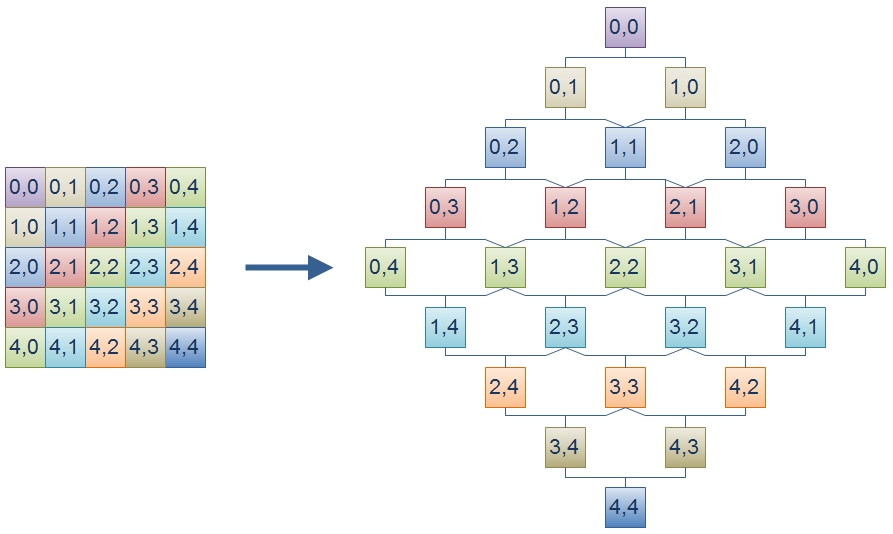 0,0 0,1 0,2 0,3 0,4
1,0 1,1 1,2 1,3 1,4
2,0 2,1 2,2 2,3 2,4
3,0 3,1 3,2 3,3 3,4
4,0 4,1 4,2 4,3 4,4
0,0
0,1 1,0
0,2 1,1 2,0
0,3 1,2 2,1 3,0
0,4 1,3 2,2 3,1 4,0
1,4 2,3 3,2 4,1
2,4 3,3 4,2
3,4 4,3
4,4